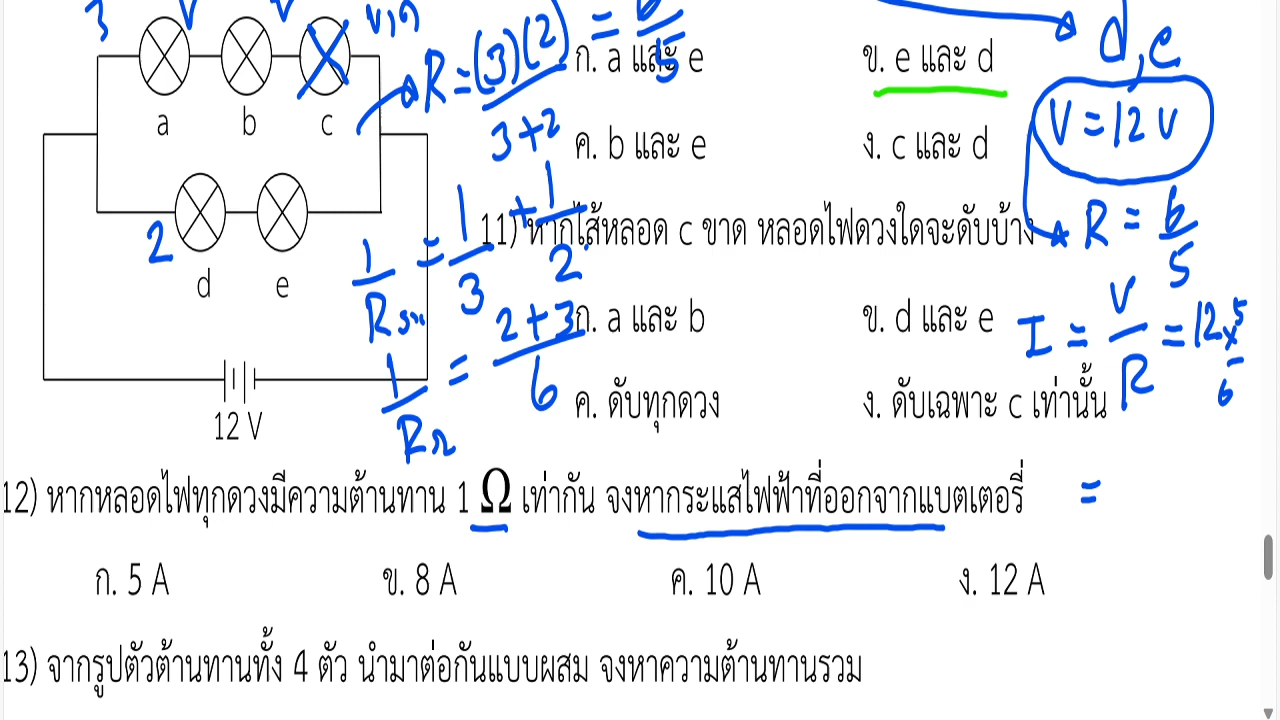 3 V V V,ດ
R = (3)(2) / 3+2 = 6/5
d, e
ก. a และ e ข. e และ d
a b c
V = 12 V
ค. b และ e ง. c และ d
2
11) หากไส้หลอด c ขาด หลอดไฟดวงใดจะดับบ้าง
R = 6/5
d e
1/Rรวม = 1/3 + 1/2
ก. a และ b ข. d และ e
I = V/R = 12 x 5/6
1/Rร = 2+3/6
ค. ดับทุกดวง ง. ดับเฉพาะ c เท่านั้น
12 V
12) หากหลอดไฟทุกดวงมีความต้านทาน 1 Ω เท่ากัน จงหากระแสไฟฟ้าที่ออกจากแบตเตอรี่ =
ก. 5 A ข. 8 A ค. 10 A ง. 12 A
13) จากรูปตัวต้านทานทั้ง 4 ตัว นำมาต่อกันแบบผสม จงหาความต้านทานรวม